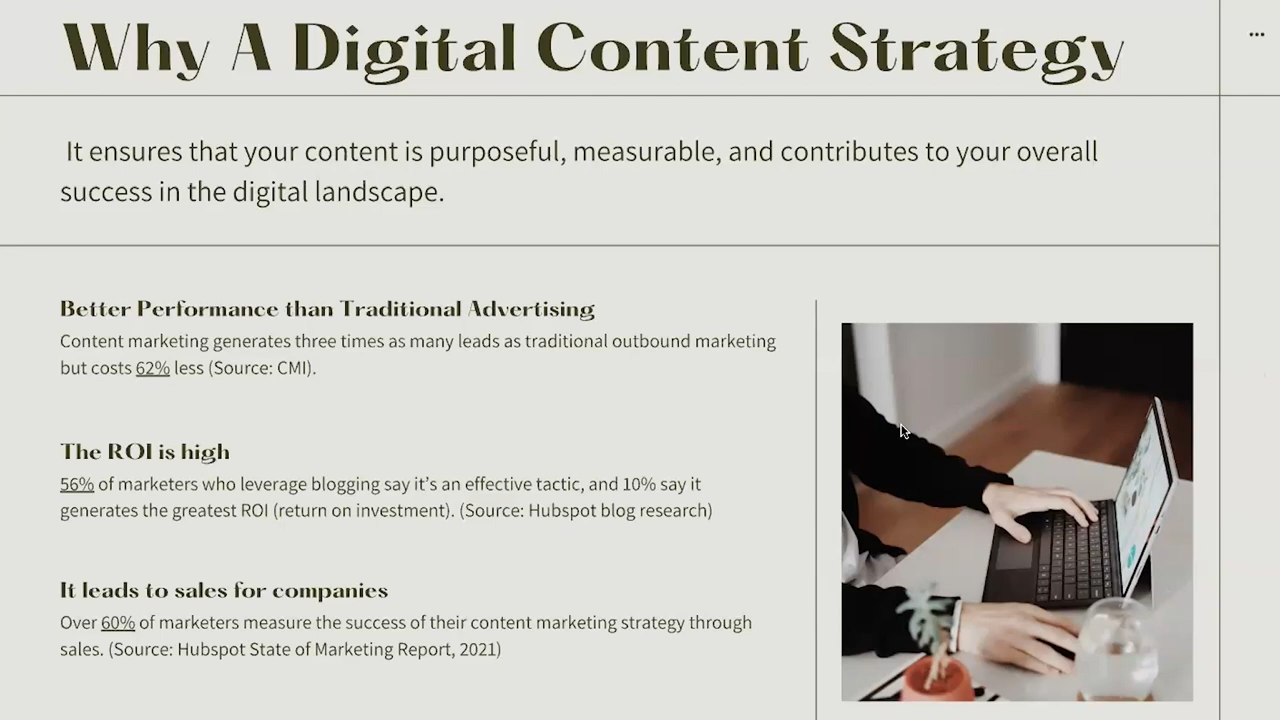 Why A Digital Content Strategy
It ensures that your content is purposeful, measurable, and contributes to your overall
success in the digital landscape.
Better Performance than Traditional Advertising
Content marketing generates three times as many leads as traditional outbound marketing
but costs 62% less (Source: CMI).
The ROI is high
56% of marketers who leverage blogging say it’s an effective tactic, and 10% say it
generates the greatest ROI (return on investment). (Source: Hubspot blog research)
It leads to sales for companies
Over 60% of marketers measure the success of their content marketing strategy through
sales. (Source: Hubspot State of Marketing Report, 2021)